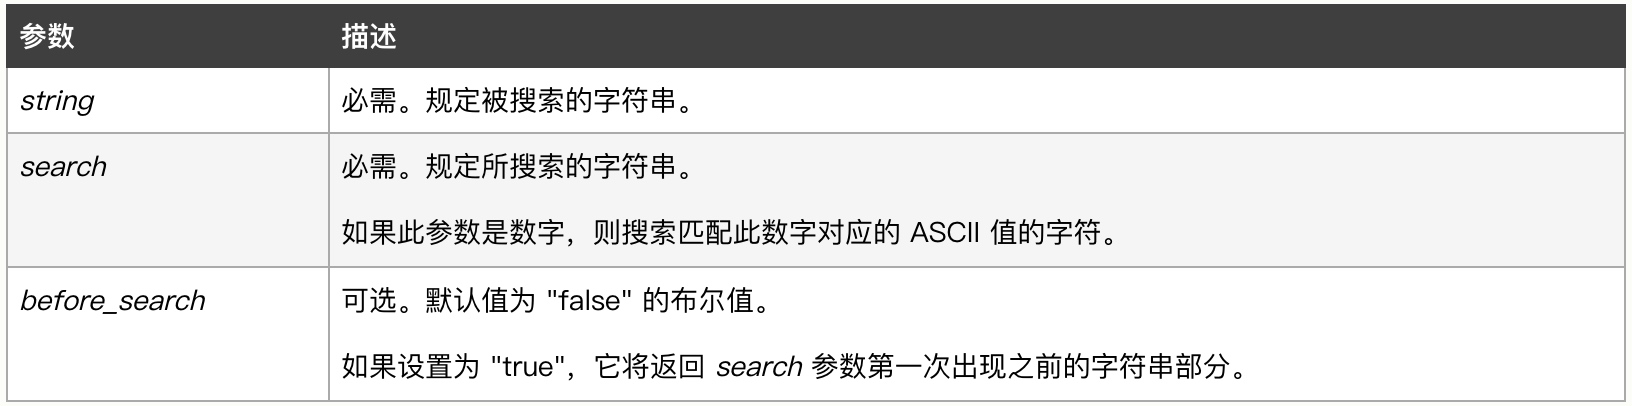 参数 描述
string 必需。规定被搜索的字符串。
search 必需。规定所搜索的字符串。
如果此参数是数字，则搜索匹配此数字对应的 ASCII 值的字符。
before_search 可选。默认值为 "false" 的布尔值。
如果设置为 "true"，它将返回 search 参数第一次出现之前的字符串部分。